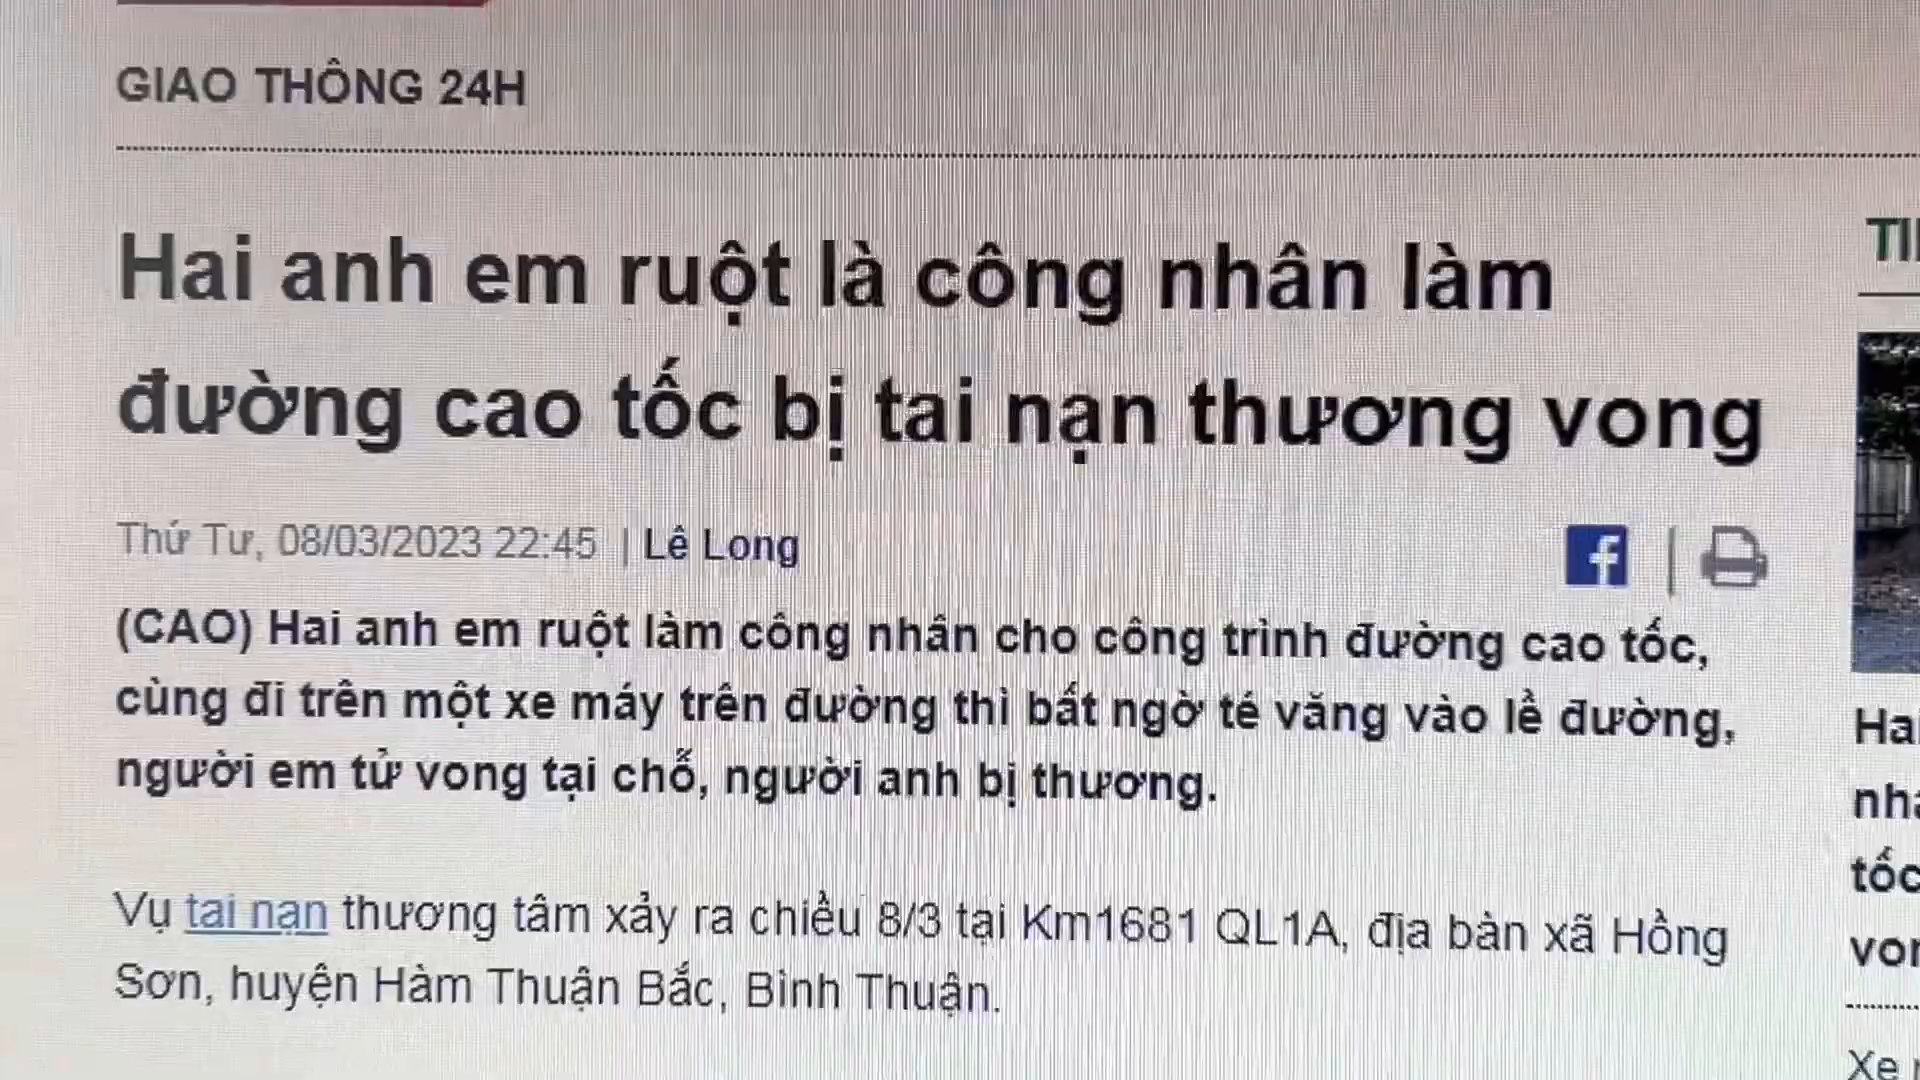 GIAO THÔNG 24H
Hai anh em ruột là công nhân làm
đường cao tốc bị tai nạn thương vong
Thứ Tư, 08/03/2023 22:45 | Lê Long
(CAO) Hai anh em ruột làm công nhân cho công trình đường cao tốc,
cùng đi trên một xe máy trên đường thì bất ngờ té văng vào lề đường,
người em tử vong tại chỗ, người anh bị thương.
Vụ tai nạn thương tâm xảy ra chiều 8/3 tại Km1681 QL1A, địa bàn xã Hồng
Sơn, huyện Hàm Thuận Bắc, Bình Thuận.
Xe